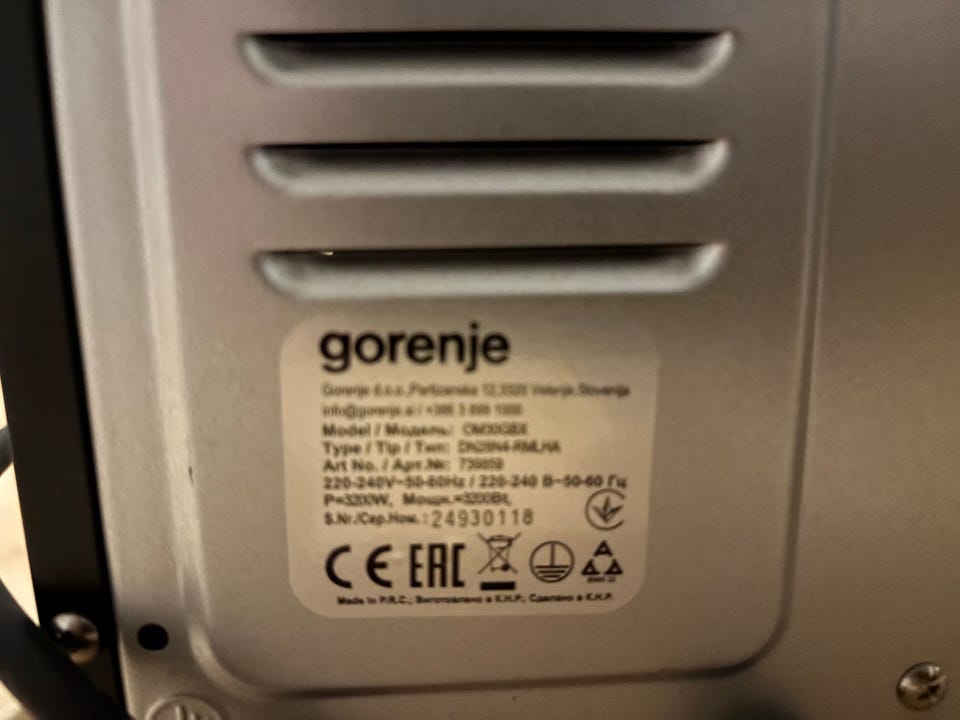 gorenje
Gorenje d.o.o.,Partizanska 12,3320 Velenje,Slovenija
info@gorenje.si / +386 3 899 1000
Model / Модель:
Type / Tip / Тип:
Art No. / Арт.№:
220-240V~50-60Hz / 220-240 В~50-60 Гц
P=3200W, Мощн.=3200Вт,
S.Nr./Сер.Ном.: 24930118
CE EAC
Made in P.R.C.; Виготовлено в К.Н.Р.; Сделано в К.Н.Р.